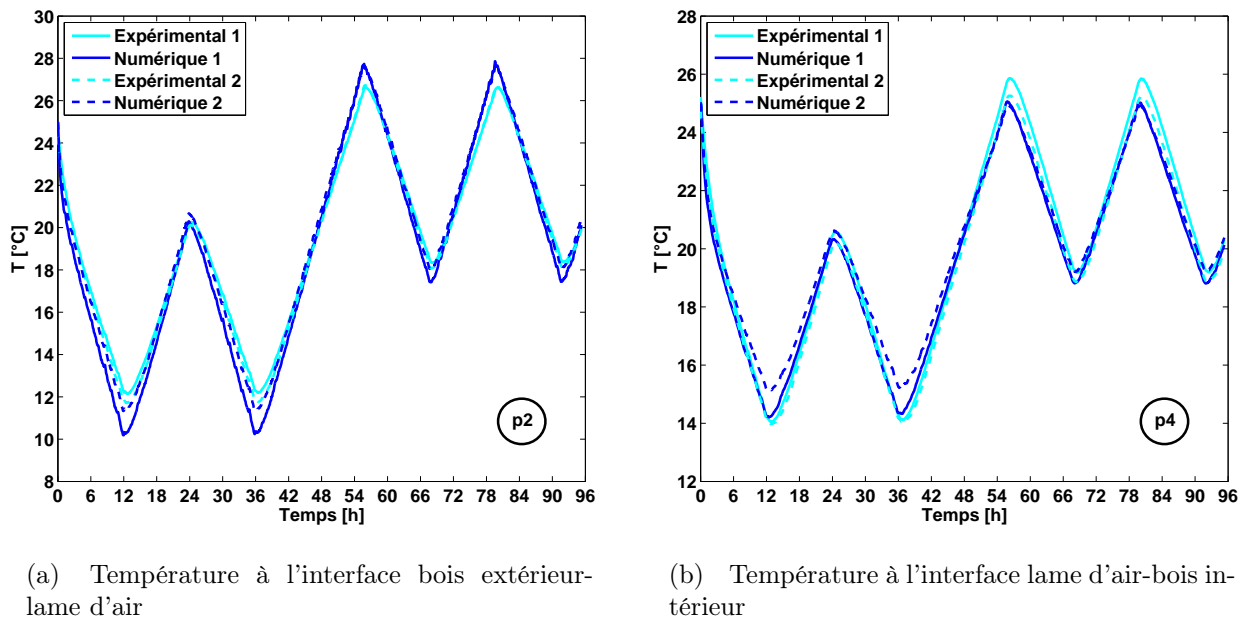 30
28
26
24
22
20
18
16
14
12
10
8
T [°C]
Expérimental 1
Numérique 1
Expérimental 2
Numérique 2
p2
0 6 12 18 24 30 36 42 48 54 60 66 72 78 84 90 96
Temps [h]
28
26
24
22
20
18
16
14
12
T [°C]
Expérimental 1
Numérique 1
Expérimental 2
Numérique 2
p4
0 6 12 18 24 30 36 42 48 54 60 66 72 78 84 90 96
Temps [h]
(a) Température à l'interface bois extérieur-
lame d'air
(b) Température à l'interface lame d'air-bois in-
térieur